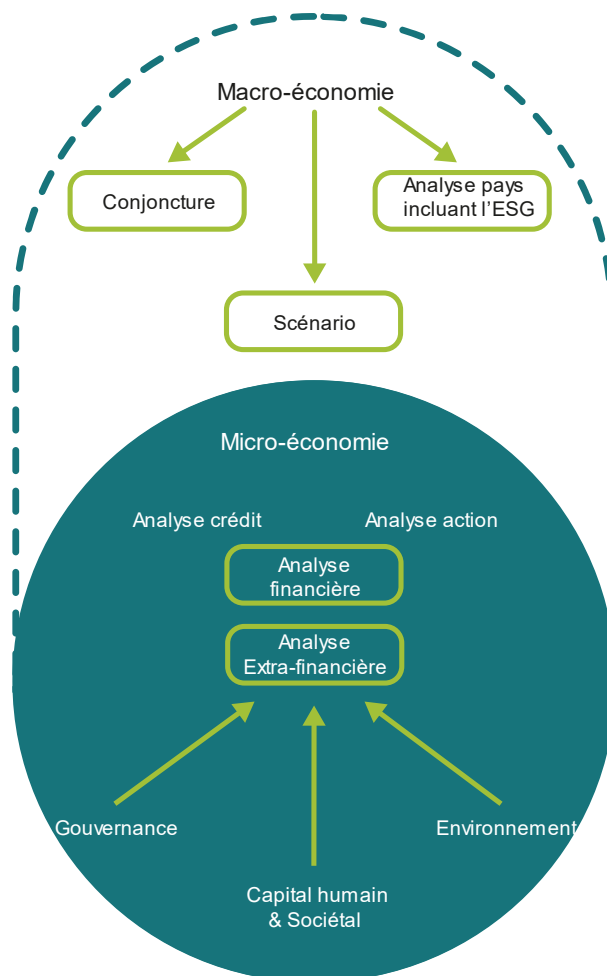 Macro-économie
Conjoncture
Analyse pays
incluant l’ESG
Scénario
Micro-économie
Analyse crédit
Analyse action
Analyse
financière
Analyse
Extra-financière
Gouvernance
Environnement
Capital humain
& Sociétal